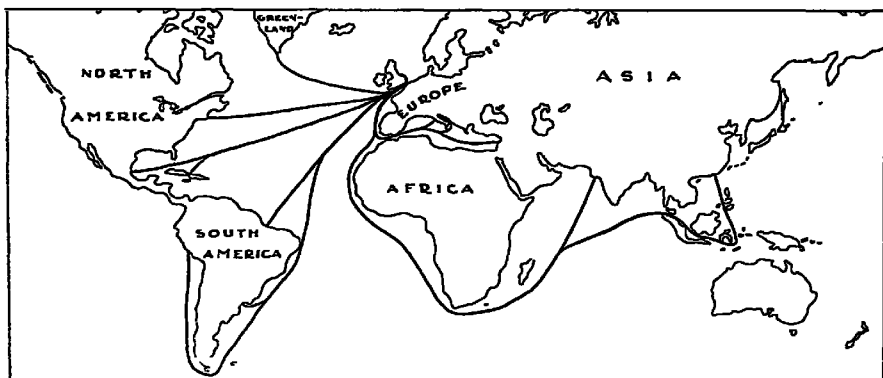 GREEN-
LAND
NORTH
AMERICA
EUROPE
ASIA
AFRICA
SOUTH
AMERICA